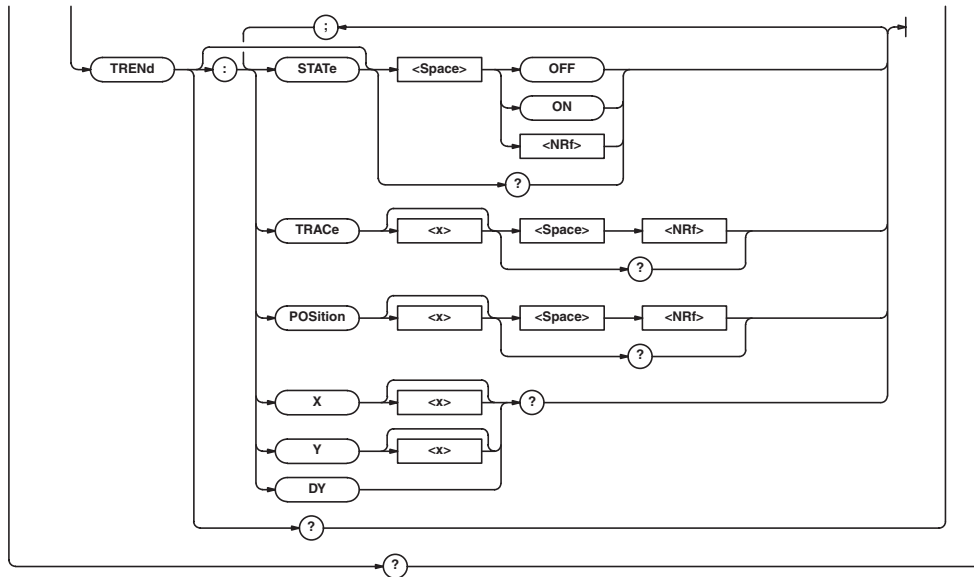 ;
TRENd : STATe <Space> OFF
ON
<NRf>
?
TRACe <x> <Space> <NRf>
?
POSition <x> <Space> <NRf>
?
X <x> ?
Y <x>
DY
?
?